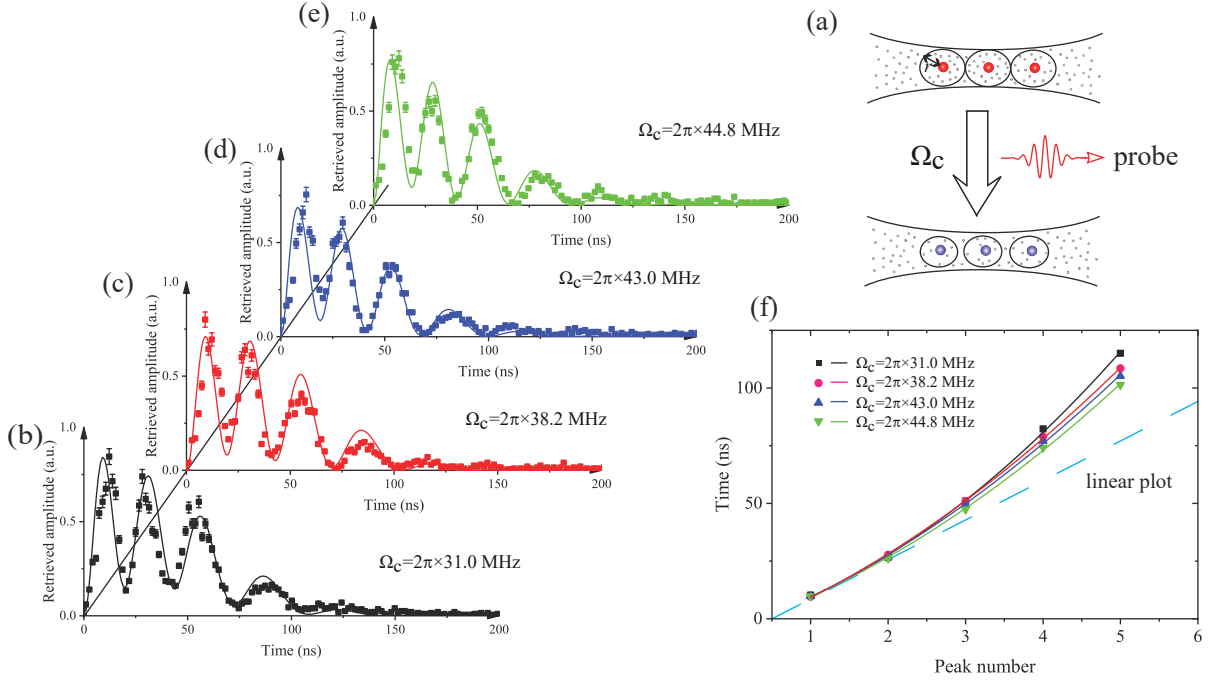 (a)
Ωc
probe
(e)
Retrieved amplitude (a.u.)
1.0
0.5
0.0
0
50
100
150
200
Time (ns)
Ωc=2π×44.8 MHz
(d)
Retrieved amplitude (a.u.)
1.0
0.5
0.0
0
50
100
150
200
Time (ns)
Ωc=2π×43.0 MHz
(c)
Retrieved amplitude (a.u.)
1.0
0.5
0.0
0
50
100
150
200
Time (ns)
Ωc=2π×38.2 MHz
(b)
Retrieved amplitude (a.u.)
1.0
0.5
0.0
0
50
100
150
200
Time (ns)
Ωc=2π×31.0 MHz
(f)
Time (ns)
100
50
0
Ωc=2π×31.0 MHz
Ωc=2π×38.2 MHz
Ωc=2π×43.0 MHz
Ωc=2π×44.8 MHz
linear plot
1
2
3
4
5
6
Peak number